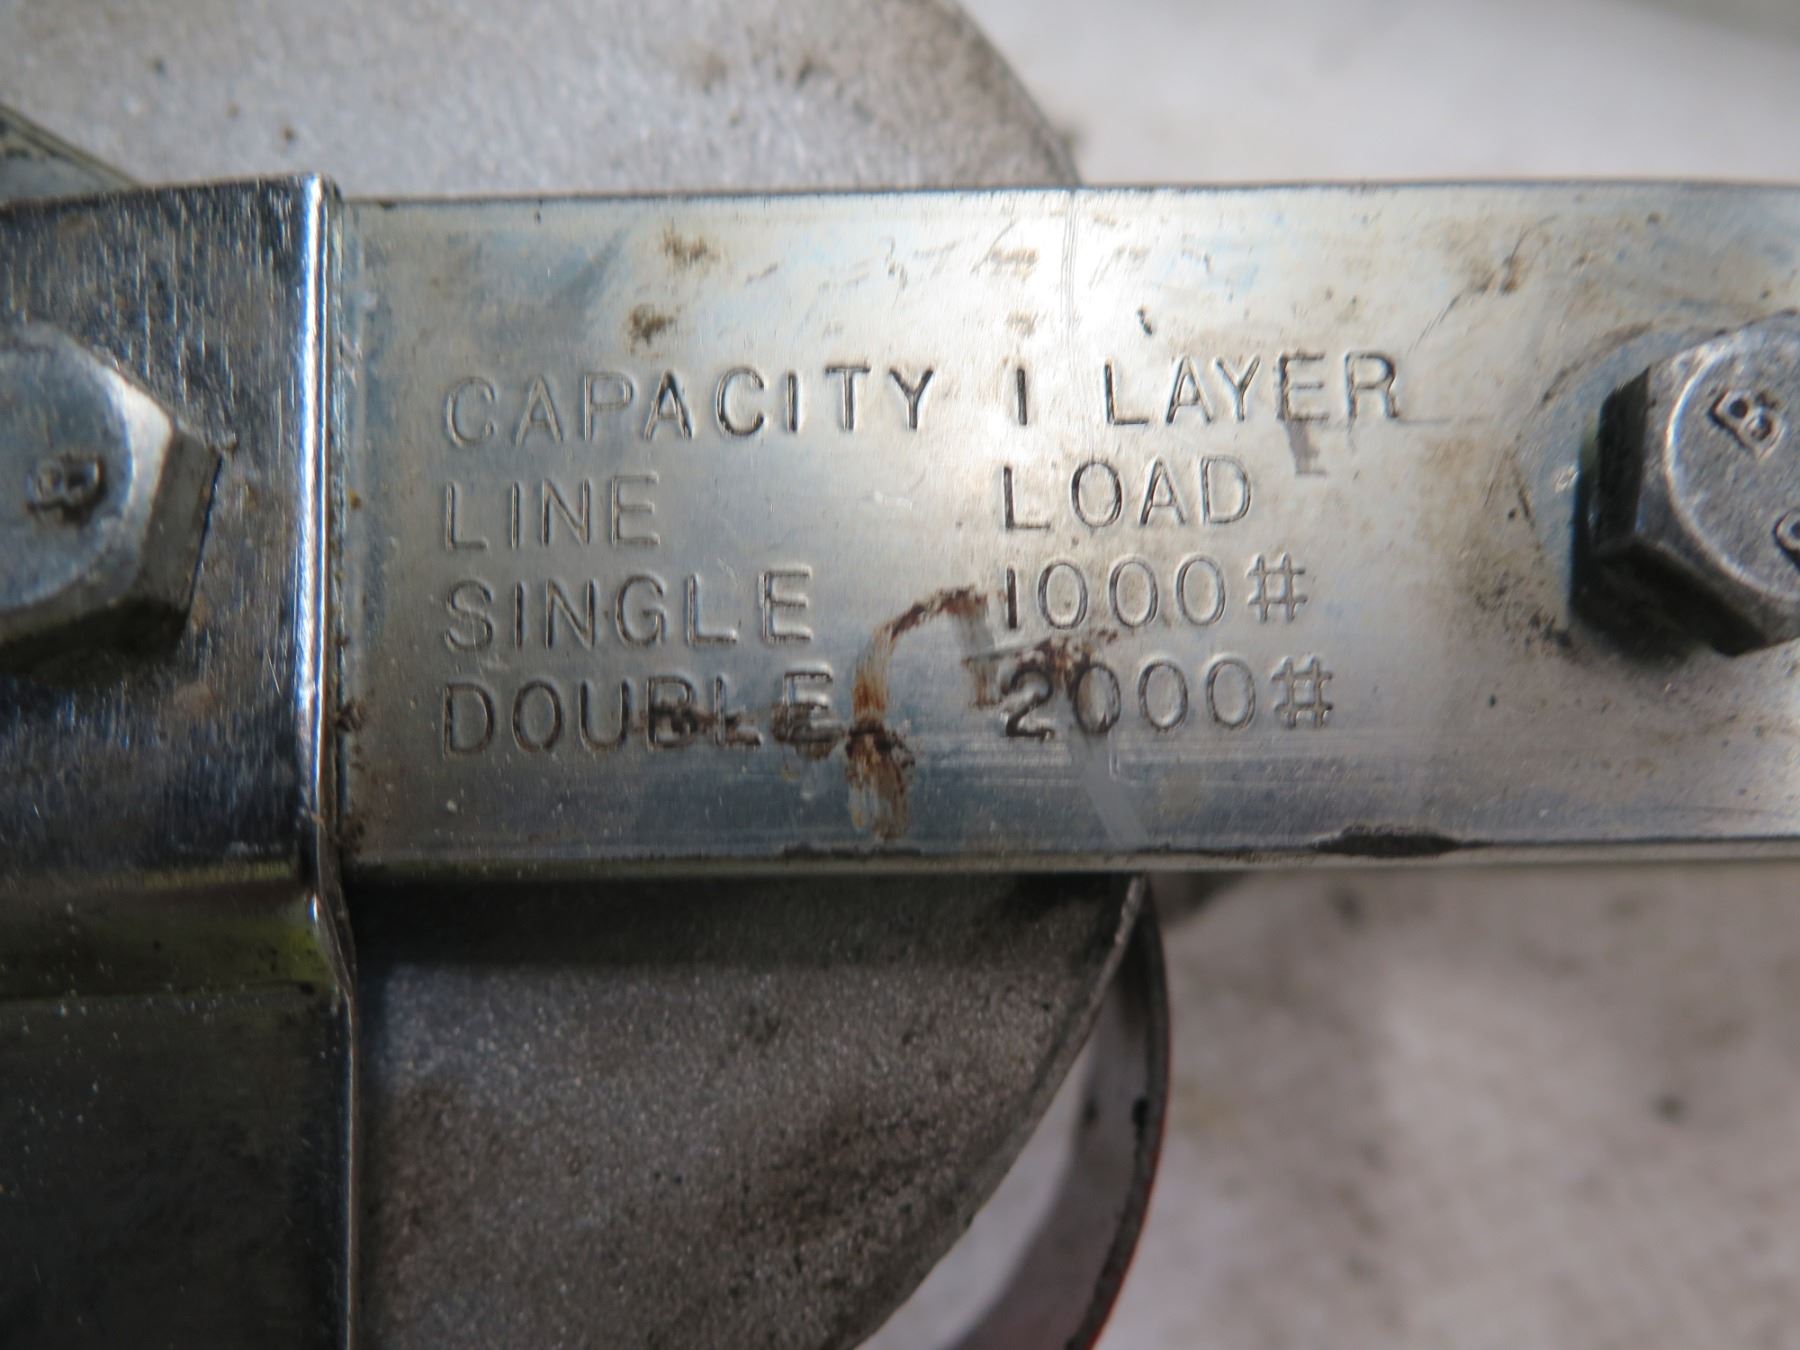 CAPACITY 1 LAYER
LINE LOAD
SINGLE 1000#
DOUBLE 2000#
B